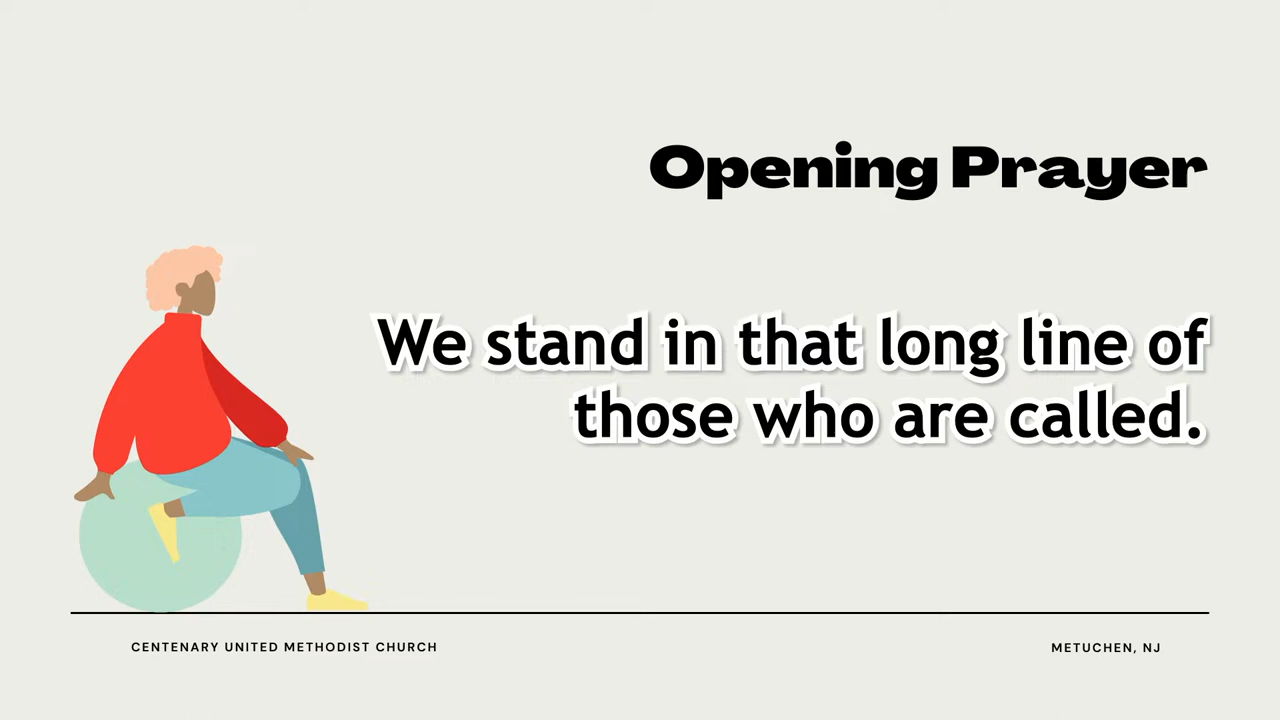 Opening Prayer
We stand in that long line of
those who are called.
CENTENARY UNITED METHODIST CHURCH
METUCHEN, NJ